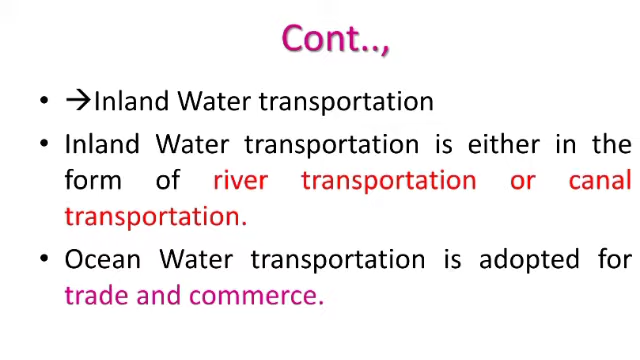 Cont..,
• →Inland Water transportation
• Inland Water transportation is either in the
form of river transportation or canal
transportation.
• Ocean Water transportation is adopted for
trade and commerce.